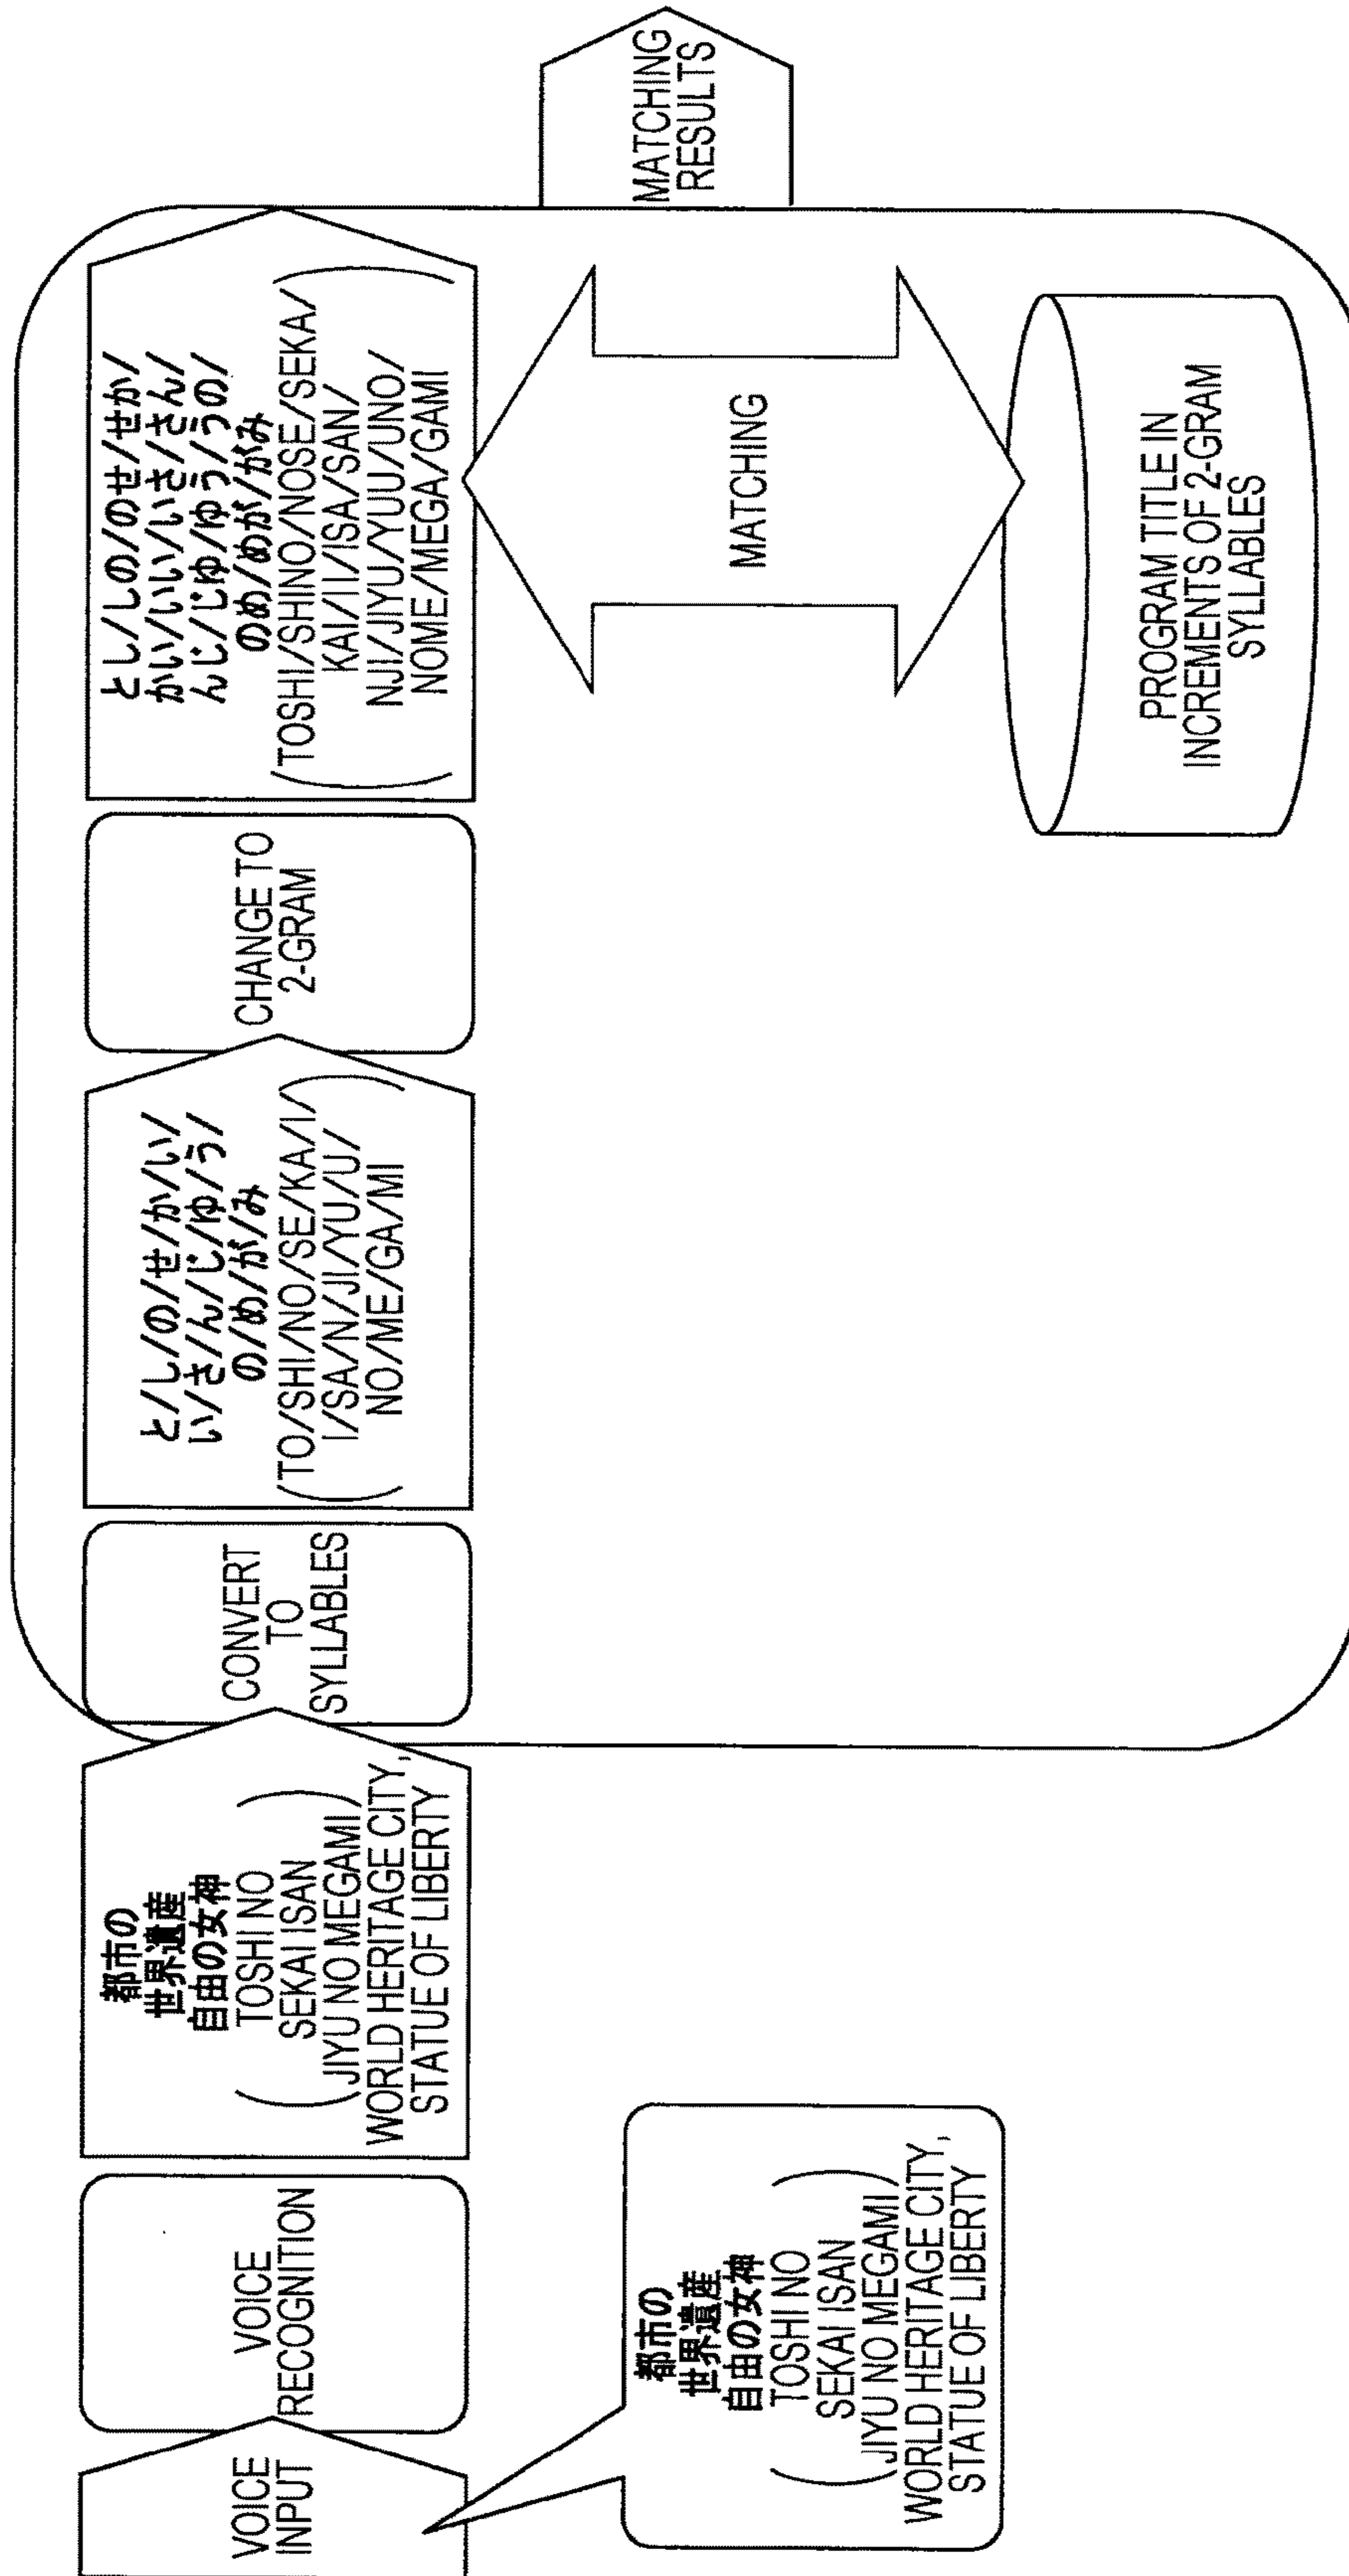 VOICE
INPUT
都市の
世界遺産
自由の女神
TOSHI NO
SEKAI ISAN
(JIYU NO MEGAMI)
WORLD HERITAGE CITY,
STATUE OF LIBERTY
VOICE
RECOGNITION
都市の
世界遺産
自由の女神
TOSHI NO
SEKAI ISAN
(JIYU NO MEGAMI)
WORLD HERITAGE CITY,
STATUE OF LIBERTY
CONVERT
TO
SYLLABLES
と/し/の/せ/か/い/
い/さ/ん/じ/ゆ/う/
の/め/が/み
(TO/SHI/NO/SE/KA/I/
I/SA/N/JI/YU/U/
NO/ME/GA/MI)
CHANGE TO
2-GRAM
とし/しの/のせ/せか/
かい/いい/いさ/さん/
んじ/じゆ/ゆう/うの/
のめ/めが/がみ
(TOSHI/SHINO/NOSE/SEKA/
KAI/II/ISA/SAN/
NJI/JIYU/YUU/UNO/
NOME/MEGA/GAMI)
MATCHING
PROGRAM TITLE IN
INCREMENTS OF 2-GRAM
SYLLABLES
MATCHING
RESULTS